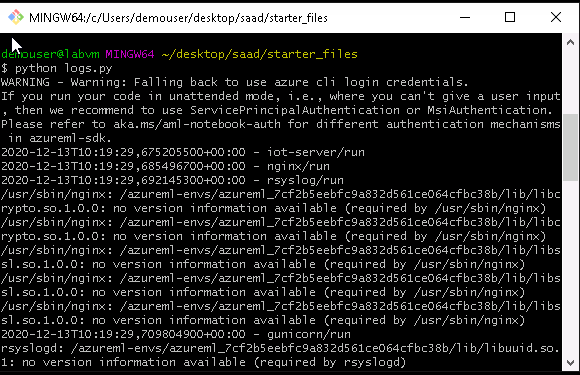 MINGW64:/c/Users/demouser/desktop/saad/starter_files
demouser@labvm MINGW64 ~/desktop/saad/starter_files
$ python logs.py
WARNING - Warning: Falling back to use azure cli login credentials.
If you run your code in unattended mode, i.e., where you can't give a user input
, then we recommend to use ServicePrincipalAuthentication or MsiAuthentication.
Please refer to aka.ms/aml-notebook-auth for different authentication mechanisms
 in azureml-sdk.
2020-12-13T10:19:29,675205500+00:00 - iot-server/run
2020-12-13T10:19:29,685496700+00:00 - nginx/run
2020-12-13T10:19:29,692145300+00:00 - rsyslog/run
/usr/sbin/nginx: /azureml-envs/azureml_7cf2b5eebfc9a832d561ce064cfbc38b/lib/libc
rypto.so.1.0.0: no version information available (required by /usr/sbin/nginx)
/usr/sbin/nginx: /azureml-envs/azureml_7cf2b5eebfc9a832d561ce064cfbc38b/lib/libc
rypto.so.1.0.0: no version information available (required by /usr/sbin/nginx)
/usr/sbin/nginx: /azureml-envs/azureml_7cf2b5eebfc9a832d561ce064cfbc38b/lib/libs
sl.so.1.0.0: no version information available (required by /usr/sbin/nginx)
/usr/sbin/nginx: /azureml-envs/azureml_7cf2b5eebfc9a832d561ce064cfbc38b/lib/libs
sl.so.1.0.0: no version information available (required by /usr/sbin/nginx)
/usr/sbin/nginx: /azureml-envs/azureml_7cf2b5eebfc9a832d561ce064cfbc38b/lib/libs
sl.so.1.0.0: no version information available (required by /usr/sbin/nginx)
2020-12-13T10:19:29,709804900+00:00 - gunicorn/run
rsyslogd: /azureml-envs/azureml_7cf2b5eebfc9a832d561ce064cfbc38b/lib/libuuid.so.
1: no version information available (required by rsyslogd)